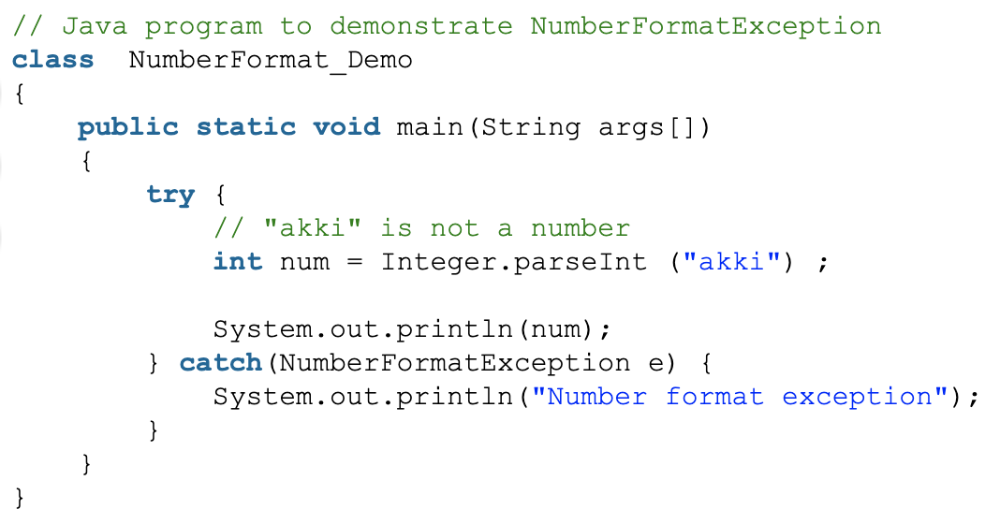 // Java program to demonstrate NumberFormatException
class  NumberFormat_Demo
{
    public static void main(String args[])
    {
        try {
            // "akki" is not a number
            int num = Integer.parseInt ("akki") ;

            System.out.println(num);
        } catch(NumberFormatException e) {
            System.out.println("Number format exception");
        }
    }
}